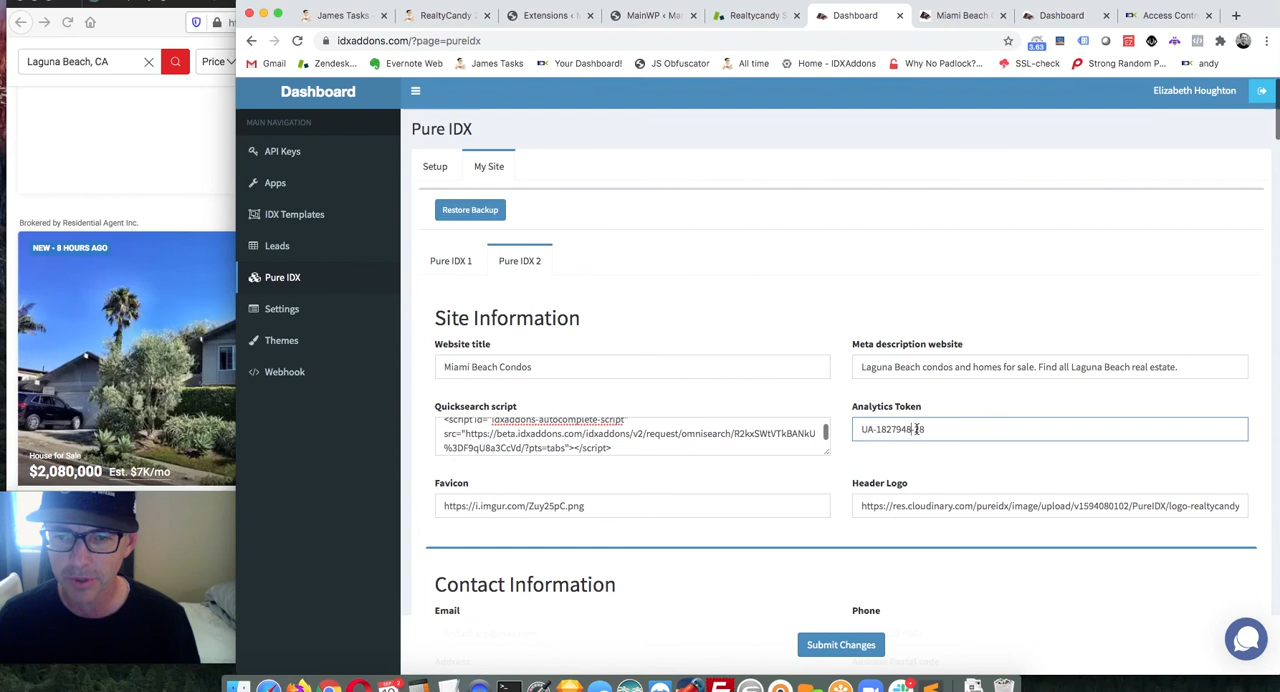 James Tasks
RealtyCandy
Extensions
Realtycandy
Dashboard
Miami Beach
Dashboard
Access Contr
idxaddons.com/?page=pureidx
3.63
Gmail
Zendesk...
Evernote Web
James Tasks
Your Dashboard!
JS Obfuscator
All time
Home - IDXAddons
Why No Padlock?...
SSL-check
Strong Random P...
andy
Laguna Beach, CA
Price
Dashboard
Elizabeth Houghton
MAIN NAVIGATION
API Keys
Apps
IDX Templates
Leads
Pure IDX
Settings
Themes
Webhook
Pure IDX
Setup
My Site
Restore Backup
Pure IDX 1
Pure IDX 2
Site Information
Website title
Meta description website
Miami Beach Condos
Laguna Beach condos and homes for sale. Find all Laguna Beach real estate.
Quicksearch script
Analytics Token
<script id="idxaddons-autocomplete-script"
src="https://beta.idxaddons.com/idxaddons/v2/request/omnisearch/R2kxSWtVTkBANkU
%3DF9qU8a3CcVd/?pts=tabs"></script>
Favicon
Header Logo
https://i.imgur.com/Zuy25pC.png
https://res.cloudinary.com/pureidx/image/upload/v1594080102/PureIDX/logo-realtycandy
Contact Information
Email
Phone
Submit Changes
Brokered by Residential Agent Inc.
NEW - 8 HOURS AGO
House for Sale
$2,080,000 Est. $7K/mo